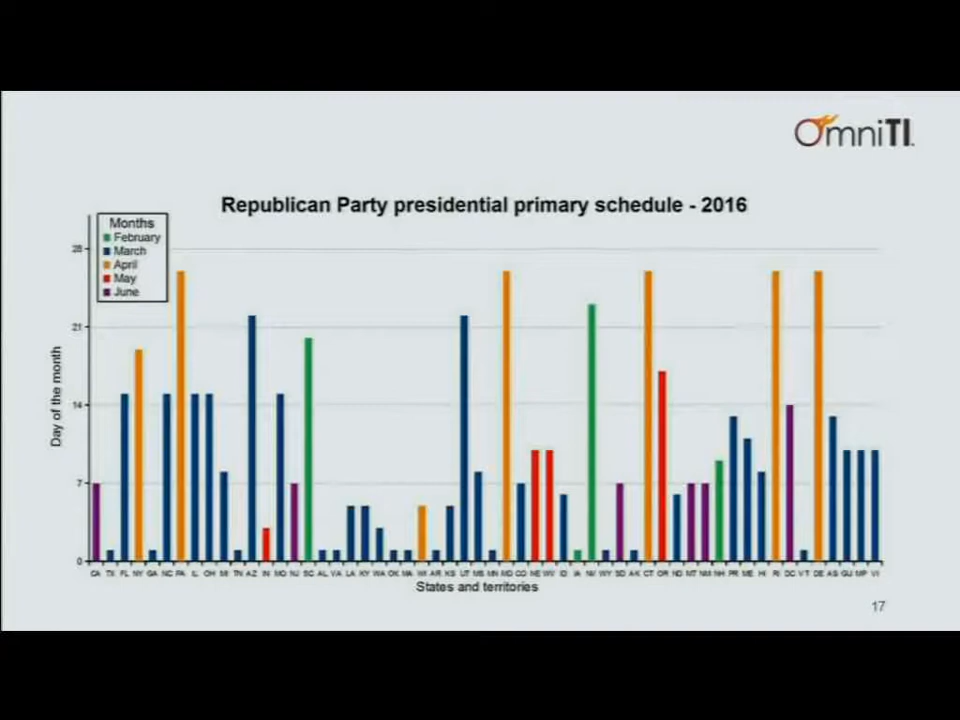 OmniTI.
Republican Party presidential primary schedule - 2016
Months
February
March
April
May
June
28
21
14
7
0
Day of the month
CA TX FL NY GA NC PA IL OH MI TN AZ IN MO NJ SC AL VA LA KY WA OK MA WI AR KS UT MS MN MD CO NE WV ID IA NV WY SD AK CT OR ND MT NM NH PR ME HI RI DC VT DE AS GU MP VI
States and territories
17